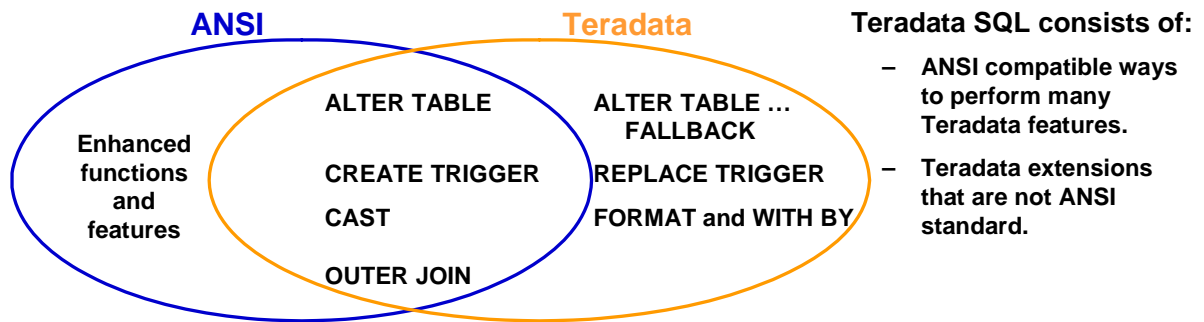 ANSI
Teradata
Teradata SQL consists of:
Enhanced
functions
and
features
ALTER TABLE
CREATE TRIGGER
CAST
OUTER JOIN
ALTER TABLE …
FALLBACK
REPLACE TRIGGER
FORMAT and WITH BY
– ANSI compatible ways
to perform many
Teradata features.
– Teradata extensions
that are not ANSI
standard.